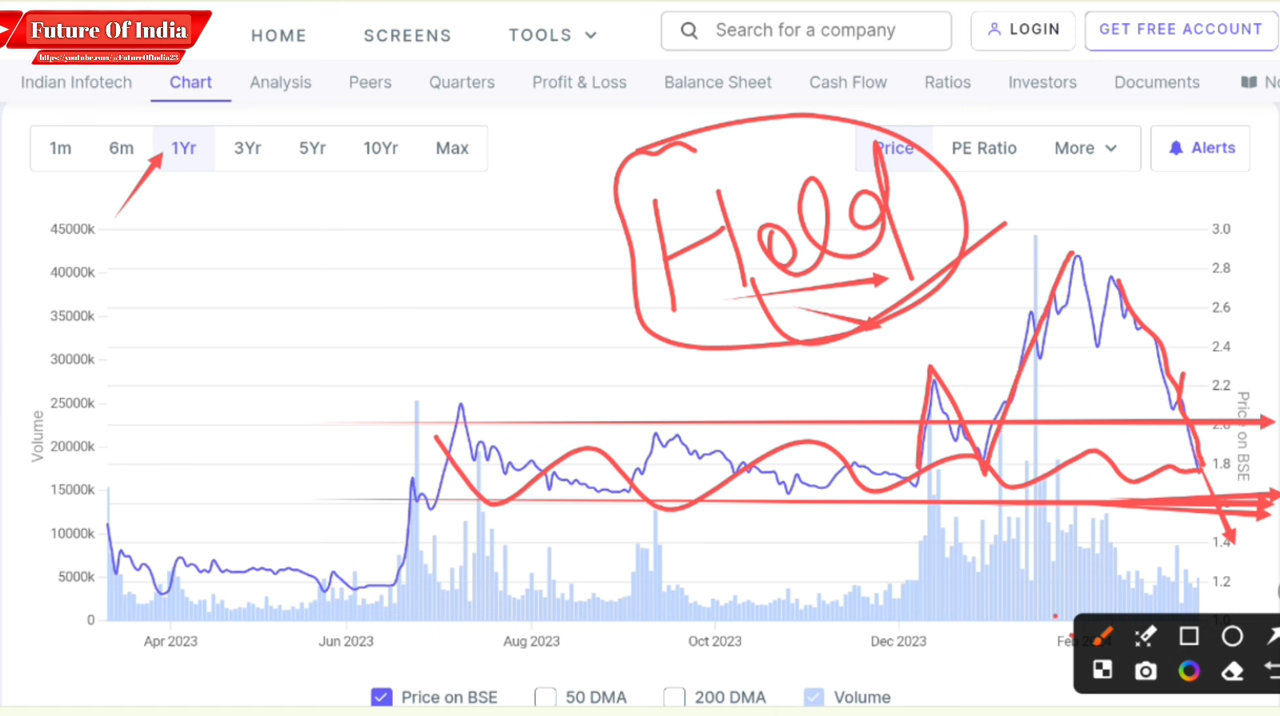 Future Of India
https://youtube.com/@FutureOfIndia23
HOME SCREENS TOOLS Search for a company LOGIN GET FREE ACCOUNT
Indian Infotech Chart Analysis Peers Quarters Profit & Loss Balance Sheet Cash Flow Ratios Investors Documents
1m 6m 1Yr 3Yr 5Yr 10Yr Max Price PE Ratio More Alerts
Hold
45000k 3.0
40000k 2.8
35000k 2.6
30000k 2.4
25000k 2.2
20000k 2.0
15000k 1.8
10000k 1.4
5000k 1.2
0 1.0
Volume
Price on BSE
Apr 2023 Jun 2023 Aug 2023 Oct 2023 Dec 2023 Feb
Price on BSE 50 DMA 200 DMA Volume